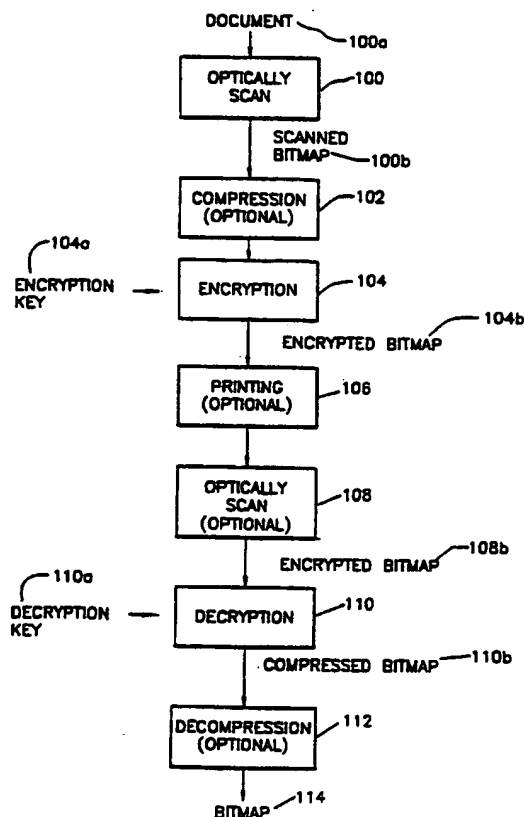 DOCUMENT
100a
OPTICALLY
SCAN
100
SCANNED
BITMAP
100b
COMPRESSION
(OPTIONAL)
102
104a
ENCRYPTION
KEY
ENCRYPTION
104
104b
ENCRYPTED BITMAP
PRINTING
(OPTIONAL)
106
OPTICALLY
SCAN
(OPTIONAL)
108
ENCRYPTED BITMAP
108b
110a
DECRYPTION
KEY
DECRYPTION
110
COMPRESSED BITMAP
110b
DECOMPRESSION
(OPTIONAL)
112
BITMAP
114